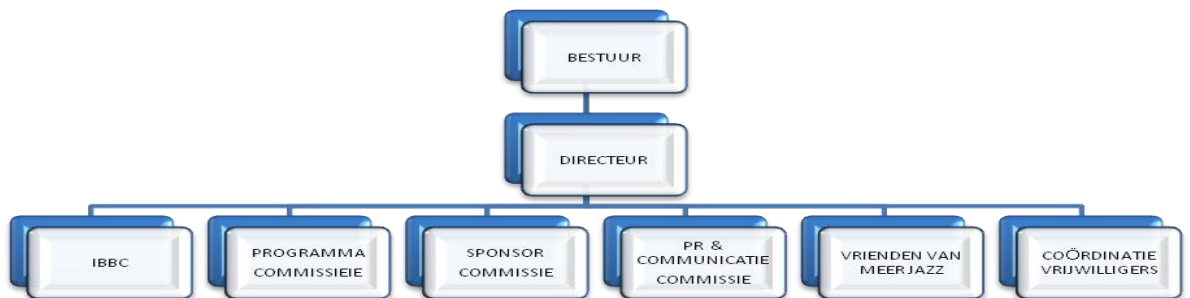 BESTUUR
DIRECTEUR
IBBC
PROGRAMMA
COMMISSIEIE
SPONSOR
COMMISSIE
PR &
COMMUNICATIE
COMMISSIE
VRIENDEN VAN
MEERJAZZ
COÖRDINATIE
VRIJWILLIGERS